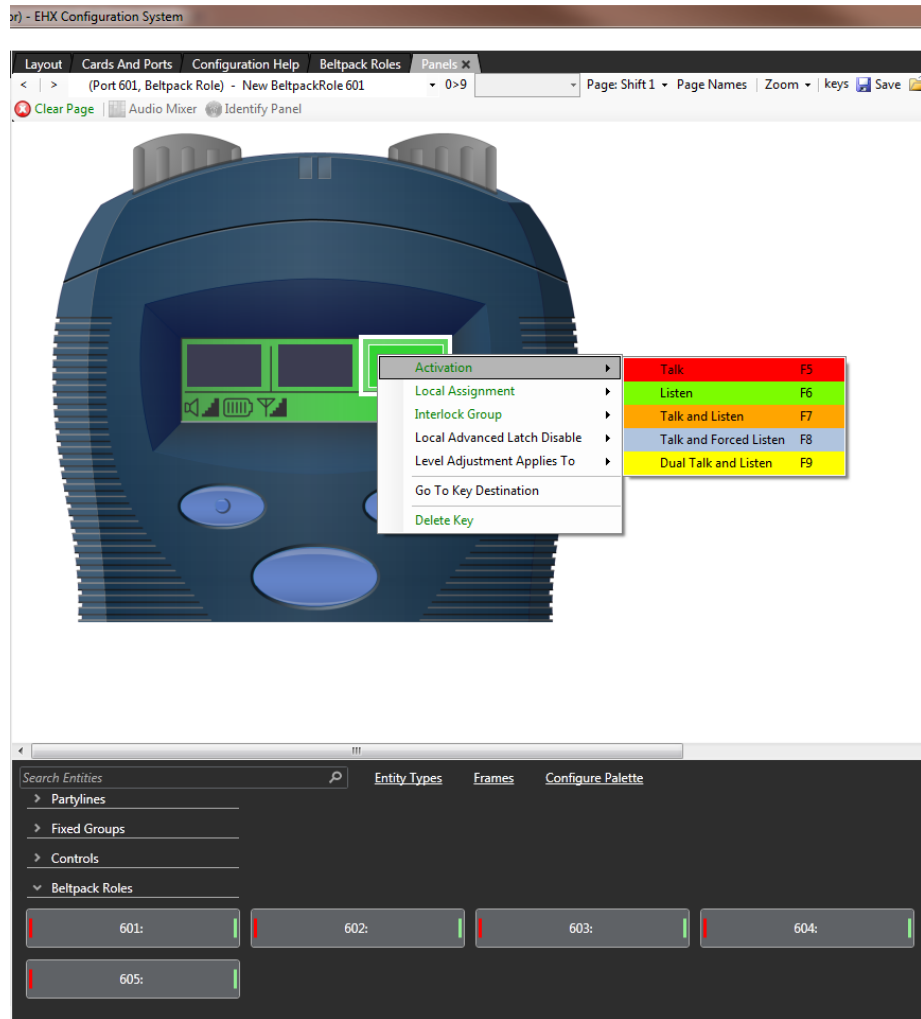 or) - EHX Configuration System
Layout Cards And Ports Configuration Help Beltpack Roles Panels
< | > (Port 601, Beltpack Role) - New BeltpackRole 601 0>9 Page: Shift 1 Page Names | Zoom | keys Save
Clear Page | Audio Mixer Identify Panel
Activation
Local Assignment
Interlock Group
Local Advanced Latch Disable
Level Adjustment Applies To
Go To Key Destination
Delete Key
Talk F5
Listen F6
Talk and Listen F7
Talk and Forced Listen F8
Dual Talk and Listen F9
Search Entities Entity Types Frames Configure Palette
Partylines
Fixed Groups
Controls
Beltpack Roles
601: 602: 603: 604:
605: